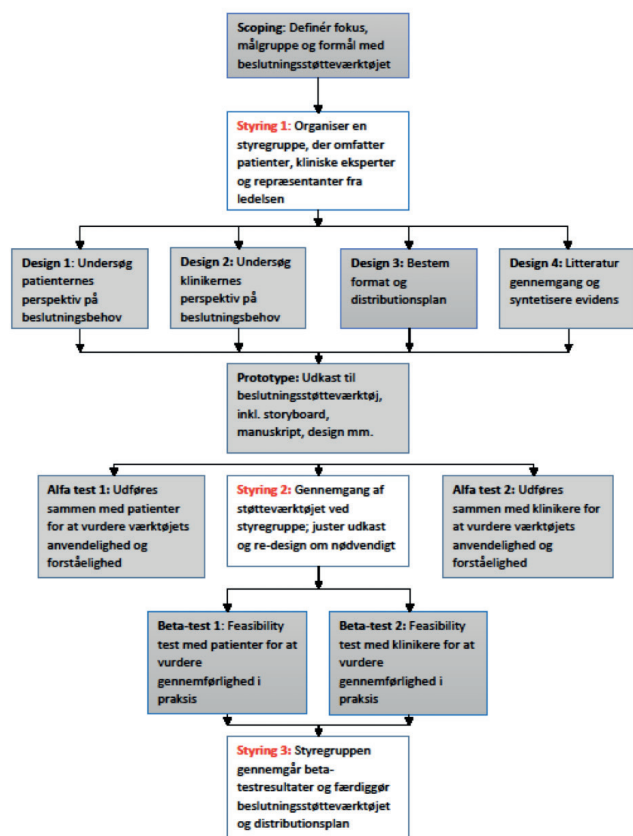 Scoping: Definér fokus,
målgruppe og formål med
beslutningsstøtteværktøjet
Styring 1: Organiser en
styregruppe, der omfatter
patienter, kliniske eksperter
og repræsentanter fra
ledelsen
Design 1: Undersøg
patienternes
perspektiv på
beslutningsbehov
Design 2: Undersøg
klinikernes
perspektiv på
beslutningsbehov
Design 3: Bestem
format og
distributionsplan
Design 4: Litteratur
gennemgang og
syntetisere evidens
Prototype: Udkast til
beslutningsstøtteværktøj,
inkl. storyboard,
manuskript, design mm.
Alfa test 1: Udføres
sammen med patienter
for at vurdere værktøjets
anvendelighed og
forståelighed
Styring 2: Gennemgang af
støtteværktøjet ved
styregruppe; juster udkast
og re-design om nødvendigt
Alfa test 2: Udføres
sammen med klinikere for
at vurdere værktøjets
anvendelighed og
forståelighed
Beta-test 1: Feasibility
test med patienter for at
vurdere
gennemførlighed i
praksis
Beta-test 2: Feasibility
test med klinikere for at
vurdere
gennemførlighed i
praksis
Styring 3: Styregruppen
gennemgår beta-
testresultater og færdiggør
beslutningsstøtteværktøjet
og distributionsplan